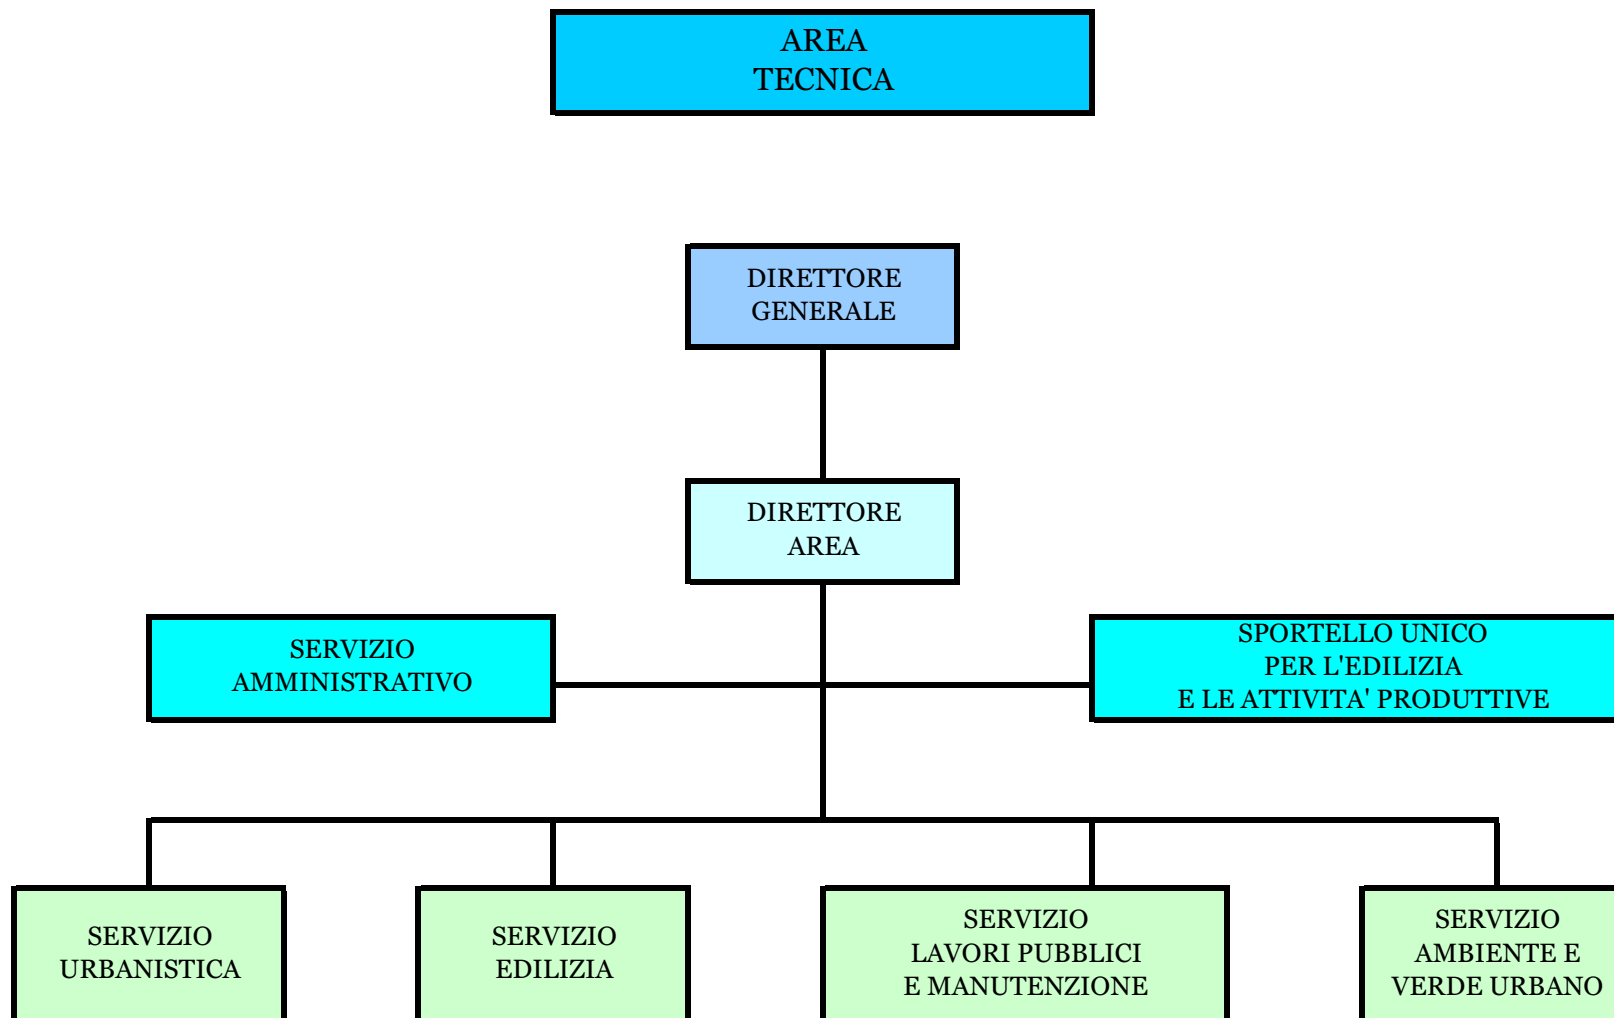 AREA
TECNICA
DIRETTORE
GENERALE
DIRETTORE
AREA
SERVIZIO
AMMINISTRATIVO
SPORTELLO UNICO
PER L'EDILIZIA
E LE ATTIVITA' PRODUTTIVE
SERVIZIO
URBANISTICA
SERVIZIO
EDILIZIA
SERVIZIO
LAVORI PUBBLICI
E MANUTENZIONE
SERVIZIO
AMBIENTE E
VERDE URBANO